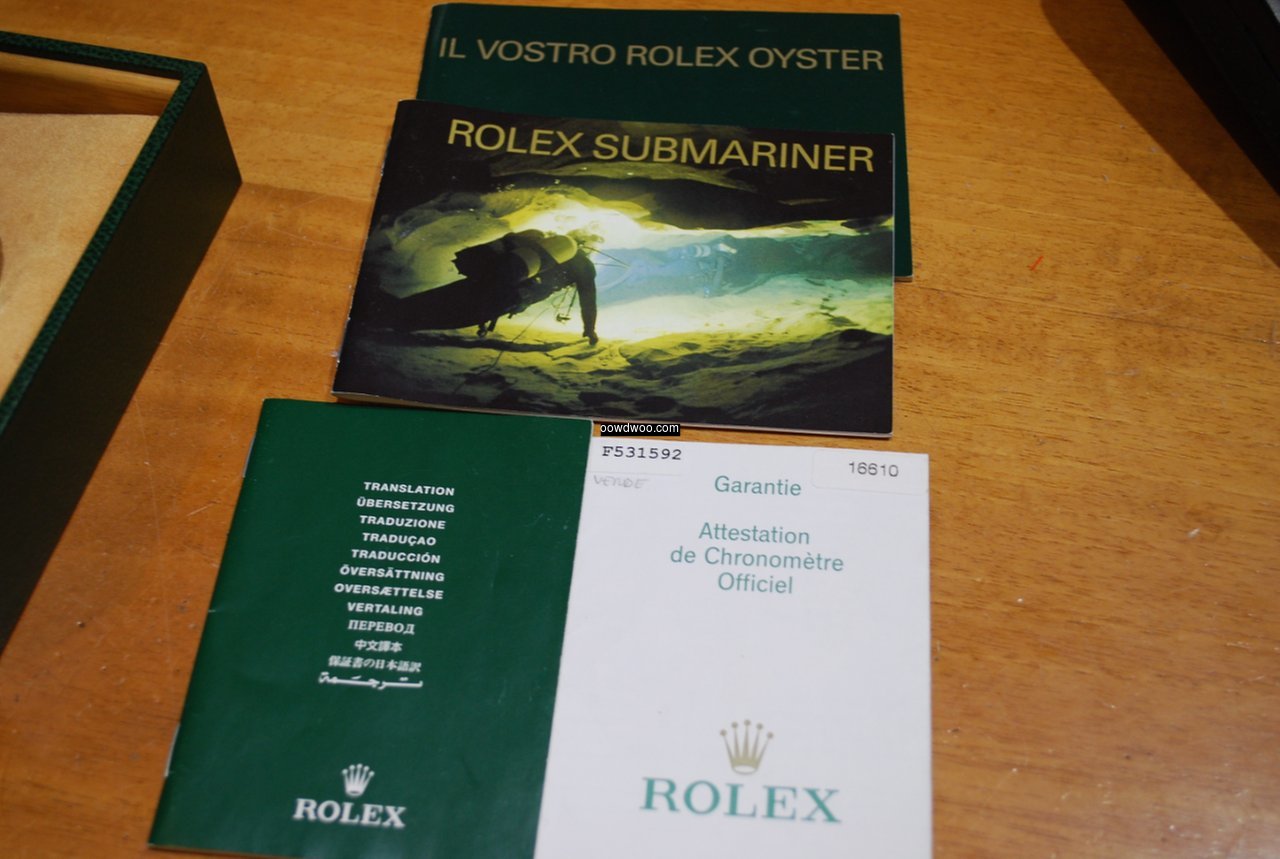 IL VOSTRO ROLEX OYSTER
ROLEX SUBMARINER
oowdwoo.com
TRANSLATION
ÜBERSETZUNG
TRADUZIONE
TRADUÇAO
TRADUCCIÓN
ÖVERSÄTTNING
OVERSÆTTELSE
VERTALING
ПЕРЕВОД
中文譯本
保証書の日本語訳
ترجمة
ROLEX
F531592
16610
VERDE
Garantie
Attestation
de Chronomètre
Officiel
ROLEX